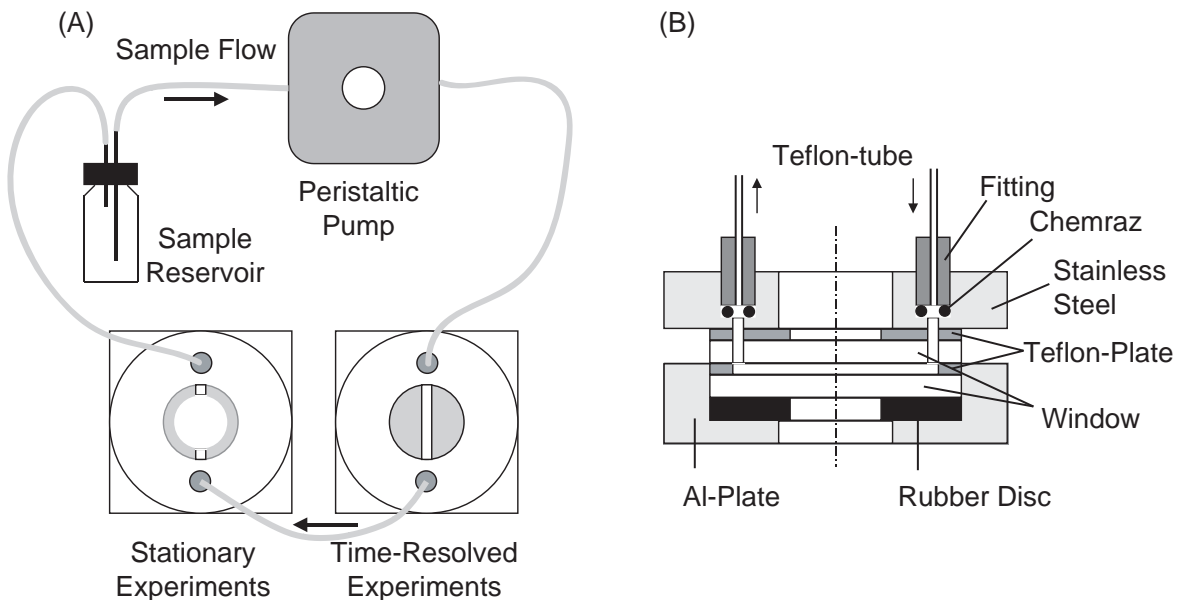 (A)
Sample Flow
Peristaltic
Pump
Sample
Reservoir
Stationary
Experiments
Time-Resolved
Experiments
(B)
Teflon-tube
Fitting
Chemraz
Stainless
Steel
Teflon-Plate
Window
Al-Plate
Rubber Disc